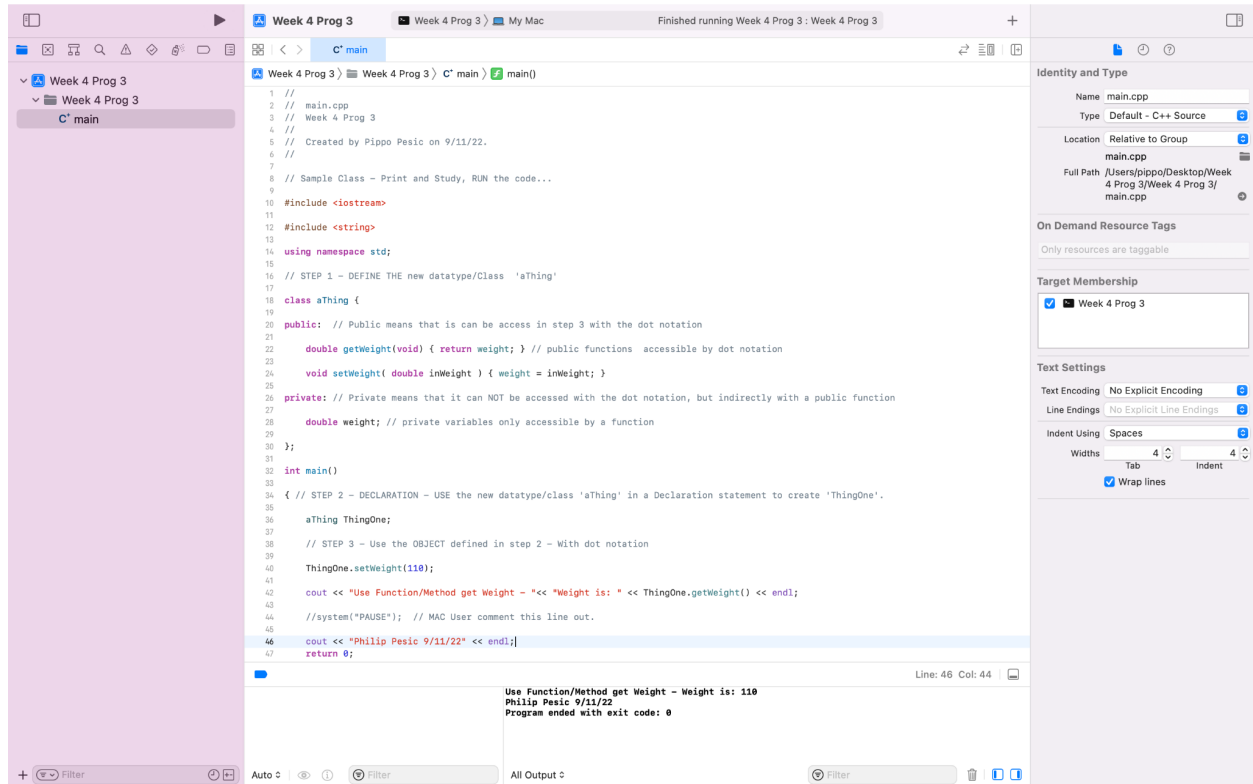 Week 4 Prog 3
Week 4 Prog 3 〉 My Mac
Finished running Week 4 Prog 3 : Week 4 Prog 3
C+ main
Week 4 Prog 3 〉 Week 4 Prog 3 〉 C+ main 〉 f main()
Week 4 Prog 3
Week 4 Prog 3
C+ main
1 //
2 //  main.cpp
3 //  Week 4 Prog 3
4 //
5 //  Created by Pippo Pesic on 9/11/22.
6 //
7
8 // Sample Class – Print and Study, RUN the code...
9
10 #include <iostream>
11
12 #include <string>
13
14 using namespace std;
15
16 // STEP 1 – DEFINE THE new datatype/Class  'aThing'
17
18 class aThing {
19
20 public:  // Public means that is can be access in step 3 with the dot notation
21
22     double getWeight(void) { return weight; } // public functions  accessible by dot notation
23
24     void setWeight( double inWeight ) { weight = inWeight; }
25
26 private: // Private means that it can NOT be accessed with the dot notation, but indirectly with a public function
27
28     double weight; // private variables only accessible by a function
29
30 };
31
32 int main()
33
34 { // STEP 2 – DECLARATION – USE the new datatype/class 'aThing' in a Declaration statement to create 'ThingOne'.
35
36     aThing ThingOne;
37
38     // STEP 3 – Use the OBJECT defined in step 2 – With dot notation
39
40     ThingOne.setWeight(110);
41
42     cout << "Use Function/Method get Weight – "<< "Weight is: " << ThingOne.getWeight() << endl;
43
44     //system("PAUSE");  // MAC User comment this line out.
45
46     cout << "Philip Pesic 9/11/22" << endl;
47     return 0;
Line: 46  Col: 44
Use Function/Method get Weight – Weight is: 110
Philip Pesic 9/11/22
Program ended with exit code: 0
Filter
Auto
Filter
All Output
Filter
Identity and Type
Name main.cpp
Type Default - C++ Source
Location Relative to Group
main.cpp
Full Path /Users/pippo/Desktop/Week
4 Prog 3/Week 4 Prog 3/
main.cpp
On Demand Resource Tags
Only resources are taggable
Target Membership
Week 4 Prog 3
Text Settings
Text Encoding No Explicit Encoding
Line Endings No Explicit Line Endings
Indent Using Spaces
Widths 4 4
Tab Indent
Wrap lines